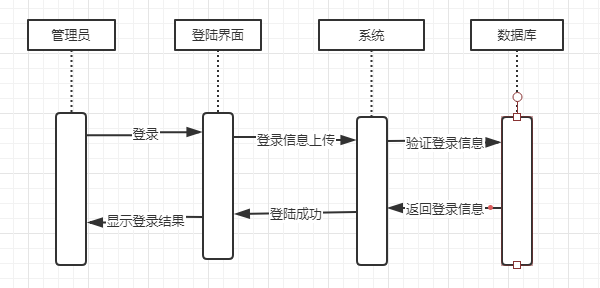 管理员
登陆界面
系统
数据库
登录
登录信息上传
验证登录信息
返回登录信息
登陆成功
显示登录结果